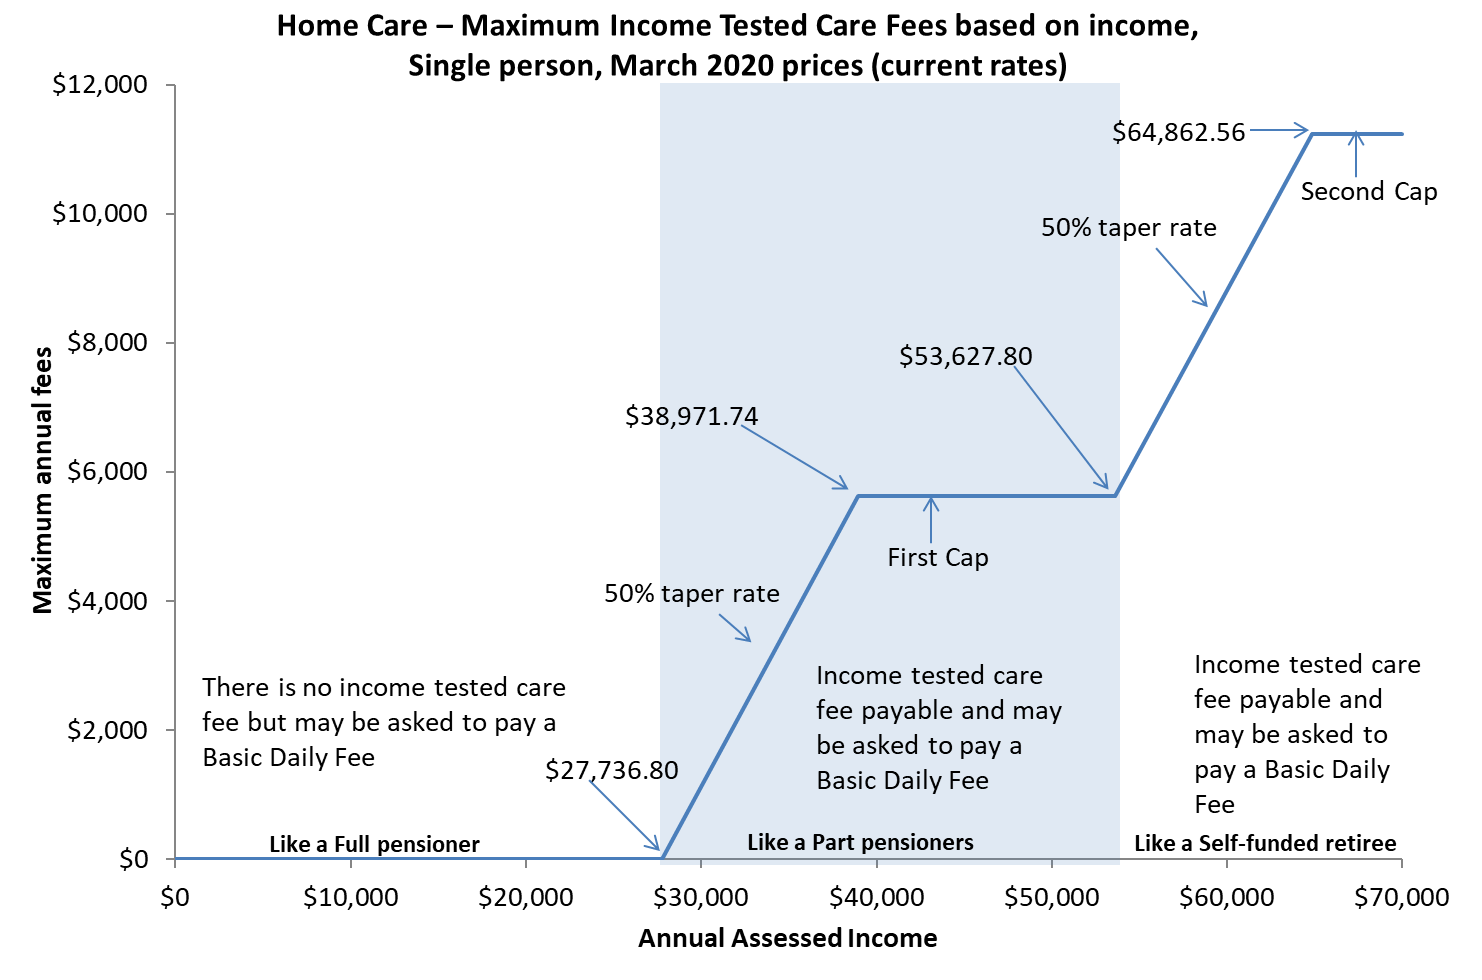 Home Care – Maximum Income Tested Care Fees based on income,
Single person, March 2020 prices (current rates)
$12,000
$10,000
$8,000
$6,000
$4,000
$2,000
$0
Maximum annual fees
$64,862.56
Second Cap
50% taper rate
$53,627.80
$38,971.74
First Cap
50% taper rate
There is no income tested care
fee but may be asked to pay a
Basic Daily Fee
$27,736.80
Income tested care
fee payable and may
be asked to pay a
Basic Daily Fee
Income tested care
fee payable and
may be asked to
pay a Basic Daily
Fee
Like a Full pensioner
Like a Part pensioners
Like a Self-funded retiree
$0
$10,000
$20,000
$30,000
$40,000
$50,000
$60,000
$70,000
Annual Assessed Income